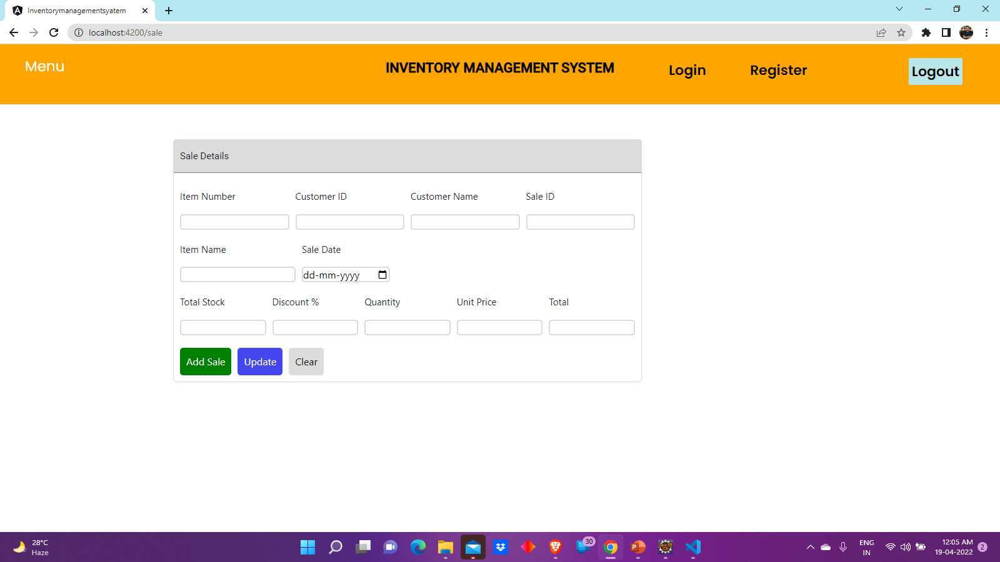 Inventorymanagementsyatem
localhost:4200/sale
Menu
INVENTORY MANAGEMENT SYSTEM
Login
Register
Logout
Sale Details
Item Number Customer ID Customer Name Sale ID
Item Name Sale Date
dd-mm-yyyy
Total Stock Discount % Quantity Unit Price Total
Add Sale Update Clear
28°C
Haze
30
ENG
IN
12:05 AM
19-04-2022
2